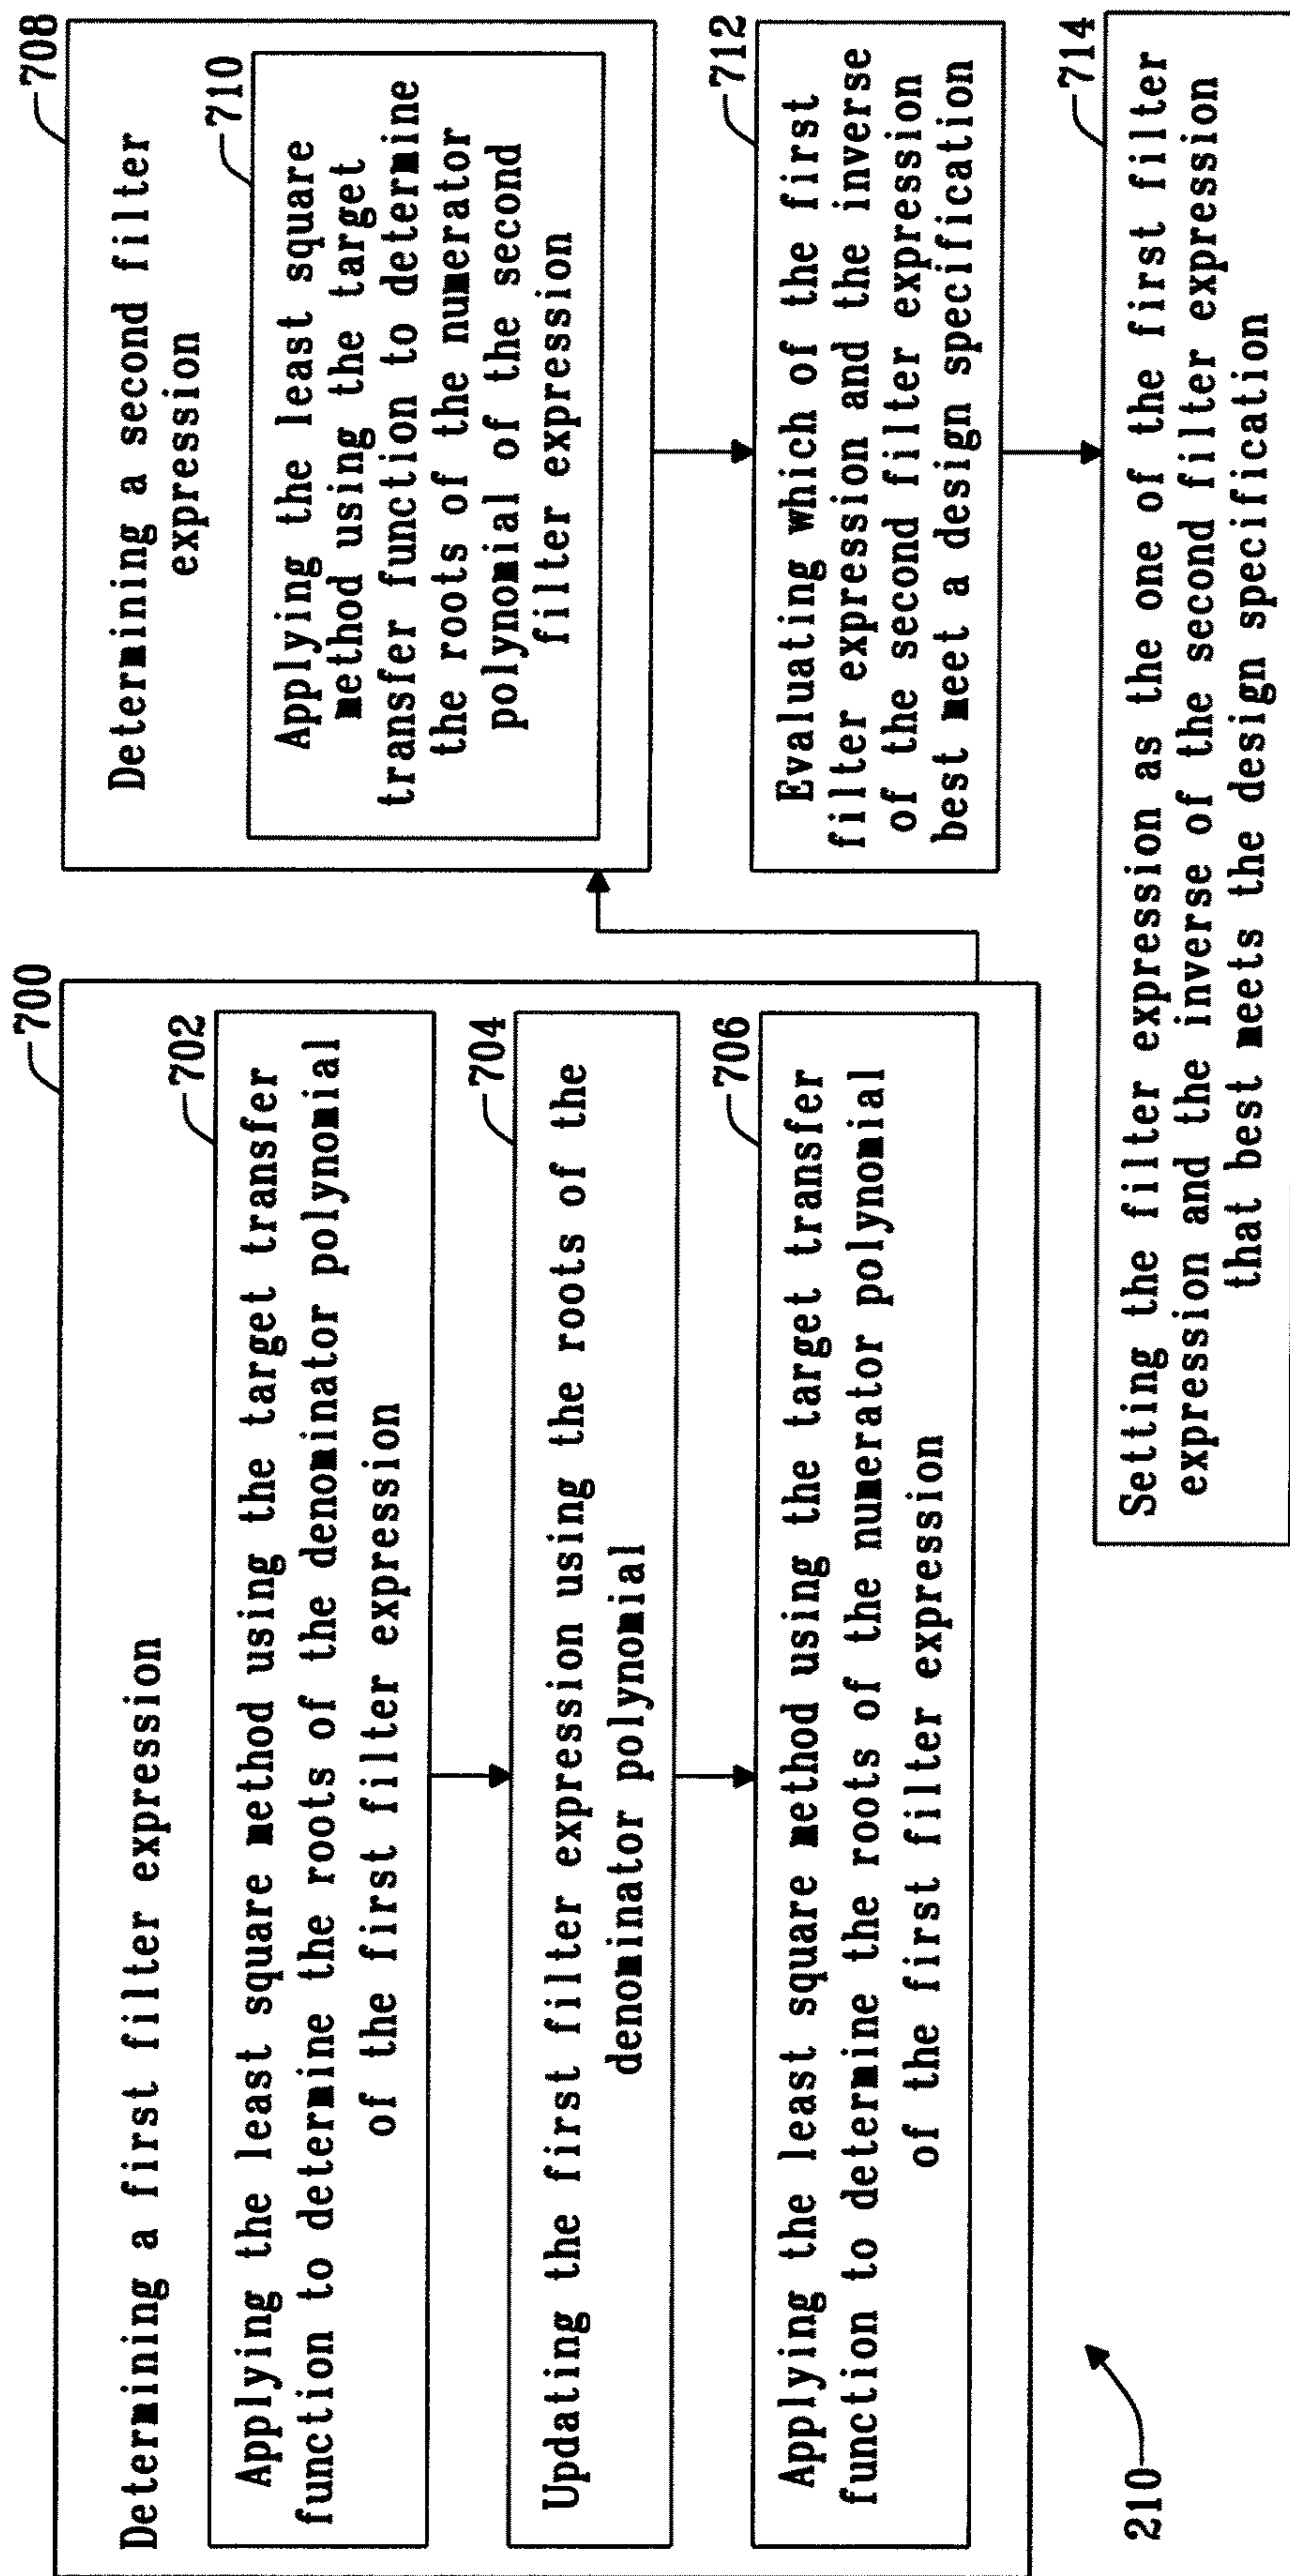 700
Determining a first filter expression
702
Applying the least square method using the target transfer
function to determine the roots of the denominator polynomial
of the first filter expression
704
Updating the first filter expression using the roots of the
denominator polynomial
706
Applying the least square method using the target transfer
function to determine the roots of the numerator polynomial
of the first filter expression
708
Determining a second filter
expression
710
Applying the least square
method using the target
transfer function to determine
the roots of the numerator
polynomial of the second
filter expression
712
Evaluating which of the first
filter expression and the inverse
of the second filter expression
best meet a design specification
714
Setting the filter expression as the one of the first filter
expression and the inverse of the second filter expression
that best meets the design specification
210